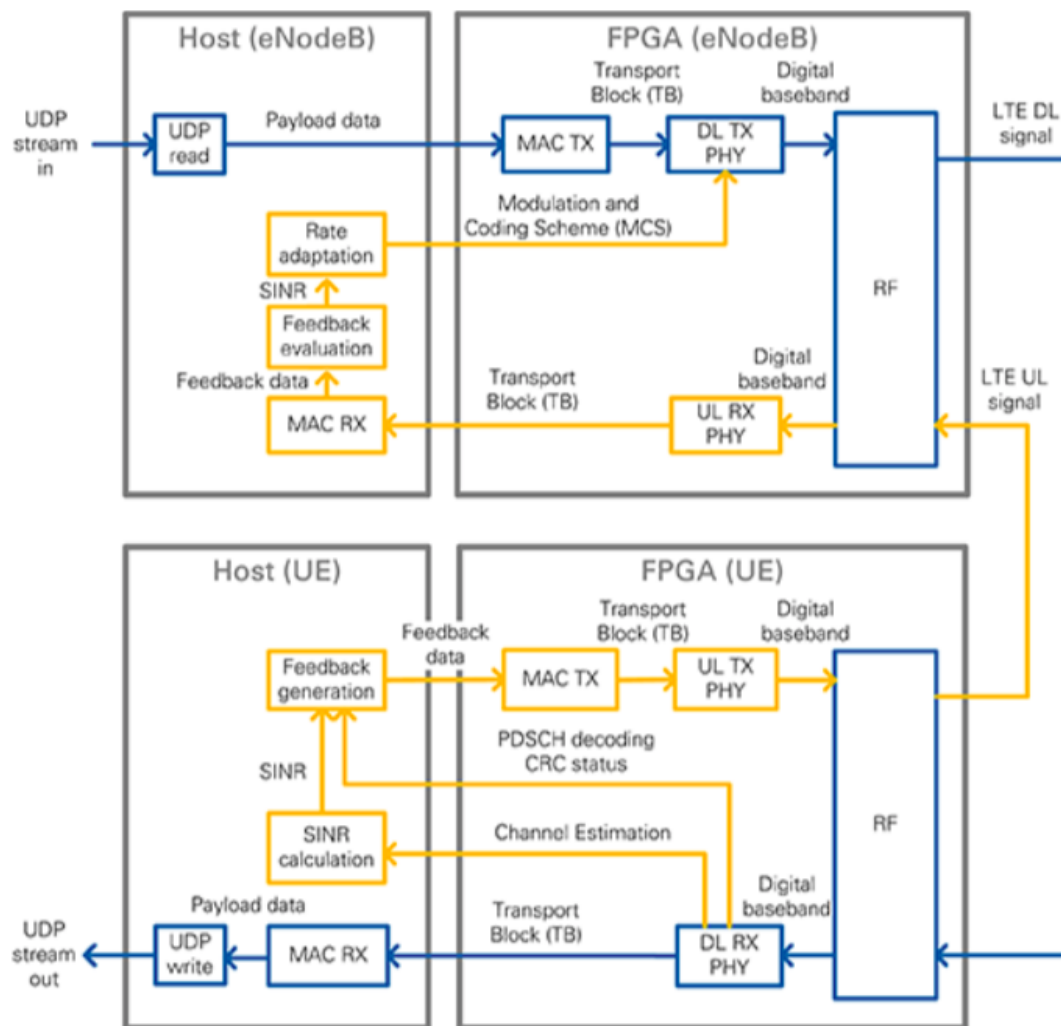 Host (eNodeB)
FPGA (eNodeB)
Transport
Block (TB)
Digital
baseband
UDP
stream
in
Payload data
LTE DL
signal
UDP
read
MAC TX
DL TX
PHY
Modulation and
Coding Scheme (MCS)
Rate
adaptation
SINR
RF
Feedback
evaluation
Feedback data
Transport
Block (TB)
Digital
baseband
LTE UL
signal
MAC RX
UL RX
PHY
Host (UE)
FPGA (UE)
Feedback
data
Transport
Block (TB)
Digital
baseband
Feedback
generation
MAC TX
UL TX
PHY
PDSCH decoding
CRC status
SINR
RF
SINR
calculation
Channel Estimation
Payload data
Transport
Block (TB)
Digital
baseband
UDP
stream
out
UDP
write
MAC RX
DL RX
PHY